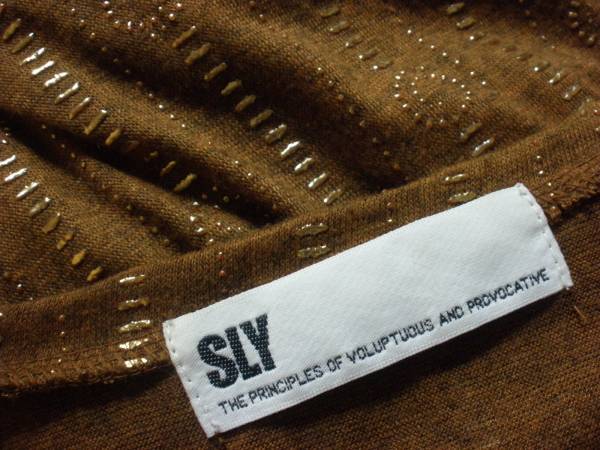 SLY
THE PRINCIPLES OF VOLUPTUOUS AND PROVOCATIVE